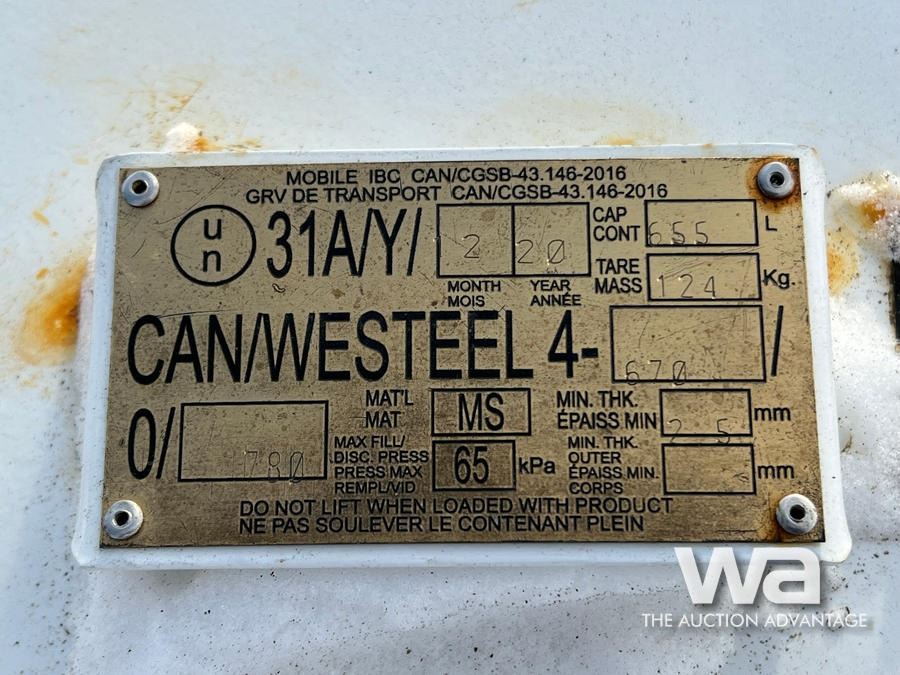 MOBILE IBC CAN/CGSB-43.146-2016
GRV DE TRANSPORT CAN/CGSB-43.146-2016
un 31A/Y/ 2 20
MONTH YEAR
MOIS ANNÉE
CAP
CONT 655 L
TARE
MASS 124 Kg.
CAN/WESTEEL 4- 670 /
0/ 780
MAT'L
MAT MS
MAX FILL/
DISC. PRESS
PRESS MAX
REMPL/VID 65 kPa
MIN. THK.
ÉPAISS MIN 2.5 mm
MIN. THK.
OUTER
ÉPAISS.MIN.
CORPS mm
DO NOT LIFT WHEN LOADED WITH PRODUCT
NE PAS SOULEVER LE CONTENANT PLEIN
wa
THE AUCTION ADVANTAGE